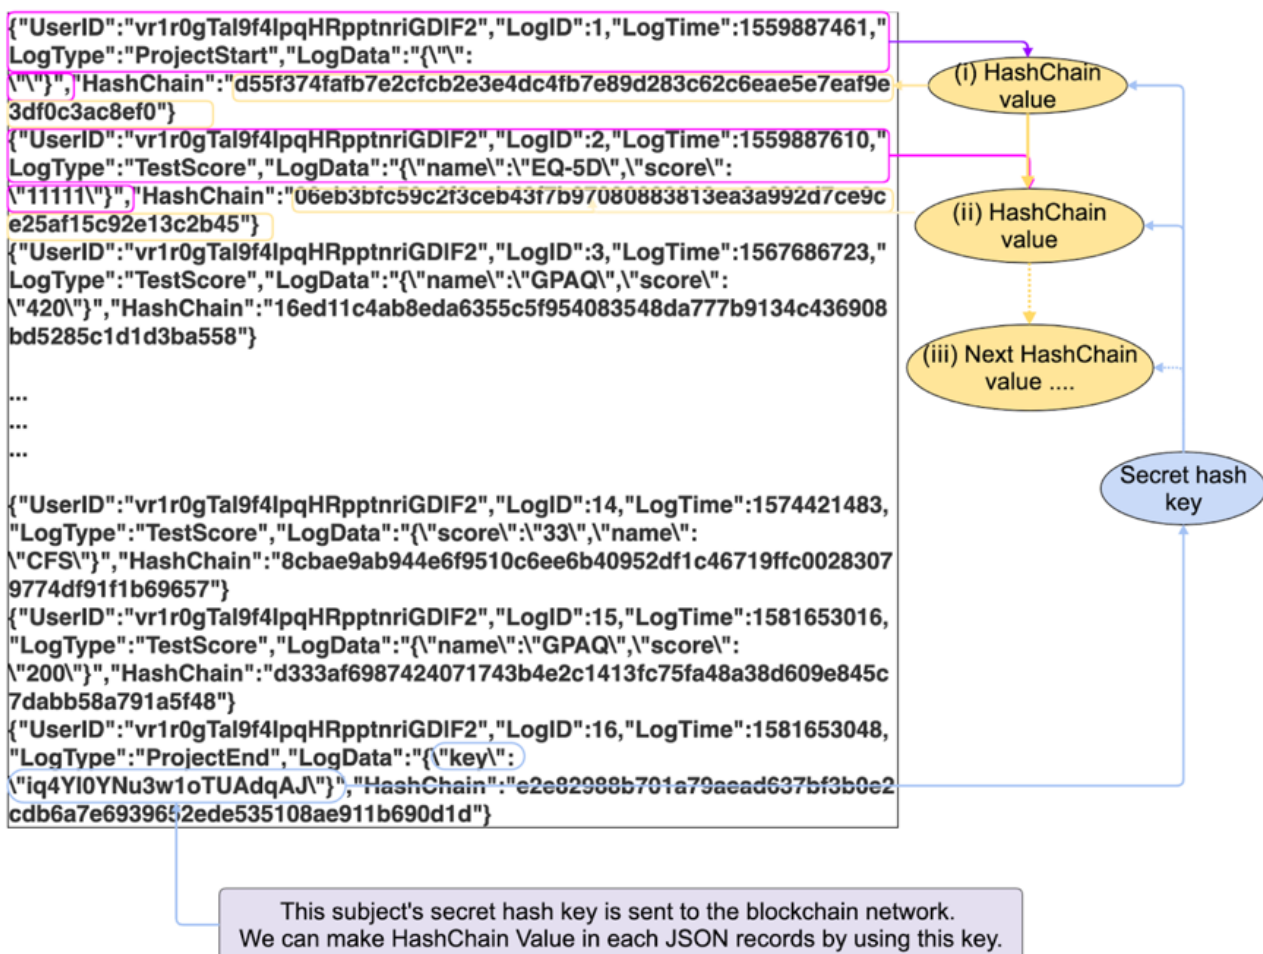 {"UserID":"vr1r0gTal9f4lpqHRpptnriGDlF2","LogID":1,"LogTime":1559887461,"
LogType":"ProjectStart","LogData":"{\"\":
\"\"}","HashChain":"d55f374fafb7e2cfcb2e3e4dc4fb7e89d283c62c6eae5e7eaf9e
3df0c3ac8ef0"}
{"UserID":"vr1r0gTal9f4lpqHRpptnriGDlF2","LogID":2,"LogTime":1559887610,"
LogType":"TestScore","LogData":"{\"name\":\"EQ-5D\",\"score\":
\"11111\"}","HashChain":"06eb3bfc59c2f3ceb43f7b97080883813ea3a992d7ce9c
e25af15c92e13c2b45"}
{"UserID":"vr1r0gTal9f4lpqHRpptnriGDlF2","LogID":3,"LogTime":1567686723,"
LogType":"TestScore","LogData":"{\"name\":\"GPAQ\",\"score\":
\"420\"}","HashChain":"16ed11c4ab8eda6355c5f954083548da777b9134c436908
bd5285c1d1d3ba558"}
...
...
...
{"UserID":"vr1r0gTal9f4lpqHRpptnriGDlF2","LogID":14,"LogTime":1574421483,
"LogType":"TestScore","LogData":"{\"score\":\"33\",\"name\":
\"CFS\"}","HashChain":"8cbae9ab944e6f9510c6ee6b40952df1c46719ffc0028307
9774df91f1b69657"}
{"UserID":"vr1r0gTal9f4lpqHRpptnriGDlF2","LogID":15,"LogTime":1581653016,
"LogType":"TestScore","LogData":"{\"name\":\"GPAQ\",\"score\":
\"200\"}","HashChain":"d333af6987424071743b4e2c1413fc75fa48a38d609e845c
7dabb58a791a5f48"}
{"UserID":"vr1r0gTal9f4lpqHRpptnriGDlF2","LogID":16,"LogTime":1581653048,
"LogType":"ProjectEnd","LogData":"{\"key\":
\"iq4Yl0YNu3w1oTUAdqAJ\"}","HashChain":"e2e82988b701a79aead637bf3b0e2
cdb6a7e6939652ede535108ae911b690d1d"}
(i) HashChain
value
(ii) HashChain
value
(iii) Next HashChain
value ....
Secret hash
key
This subject's secret hash key is sent to the blockchain network.
We can make HashChain Value in each JSON records by using this key.